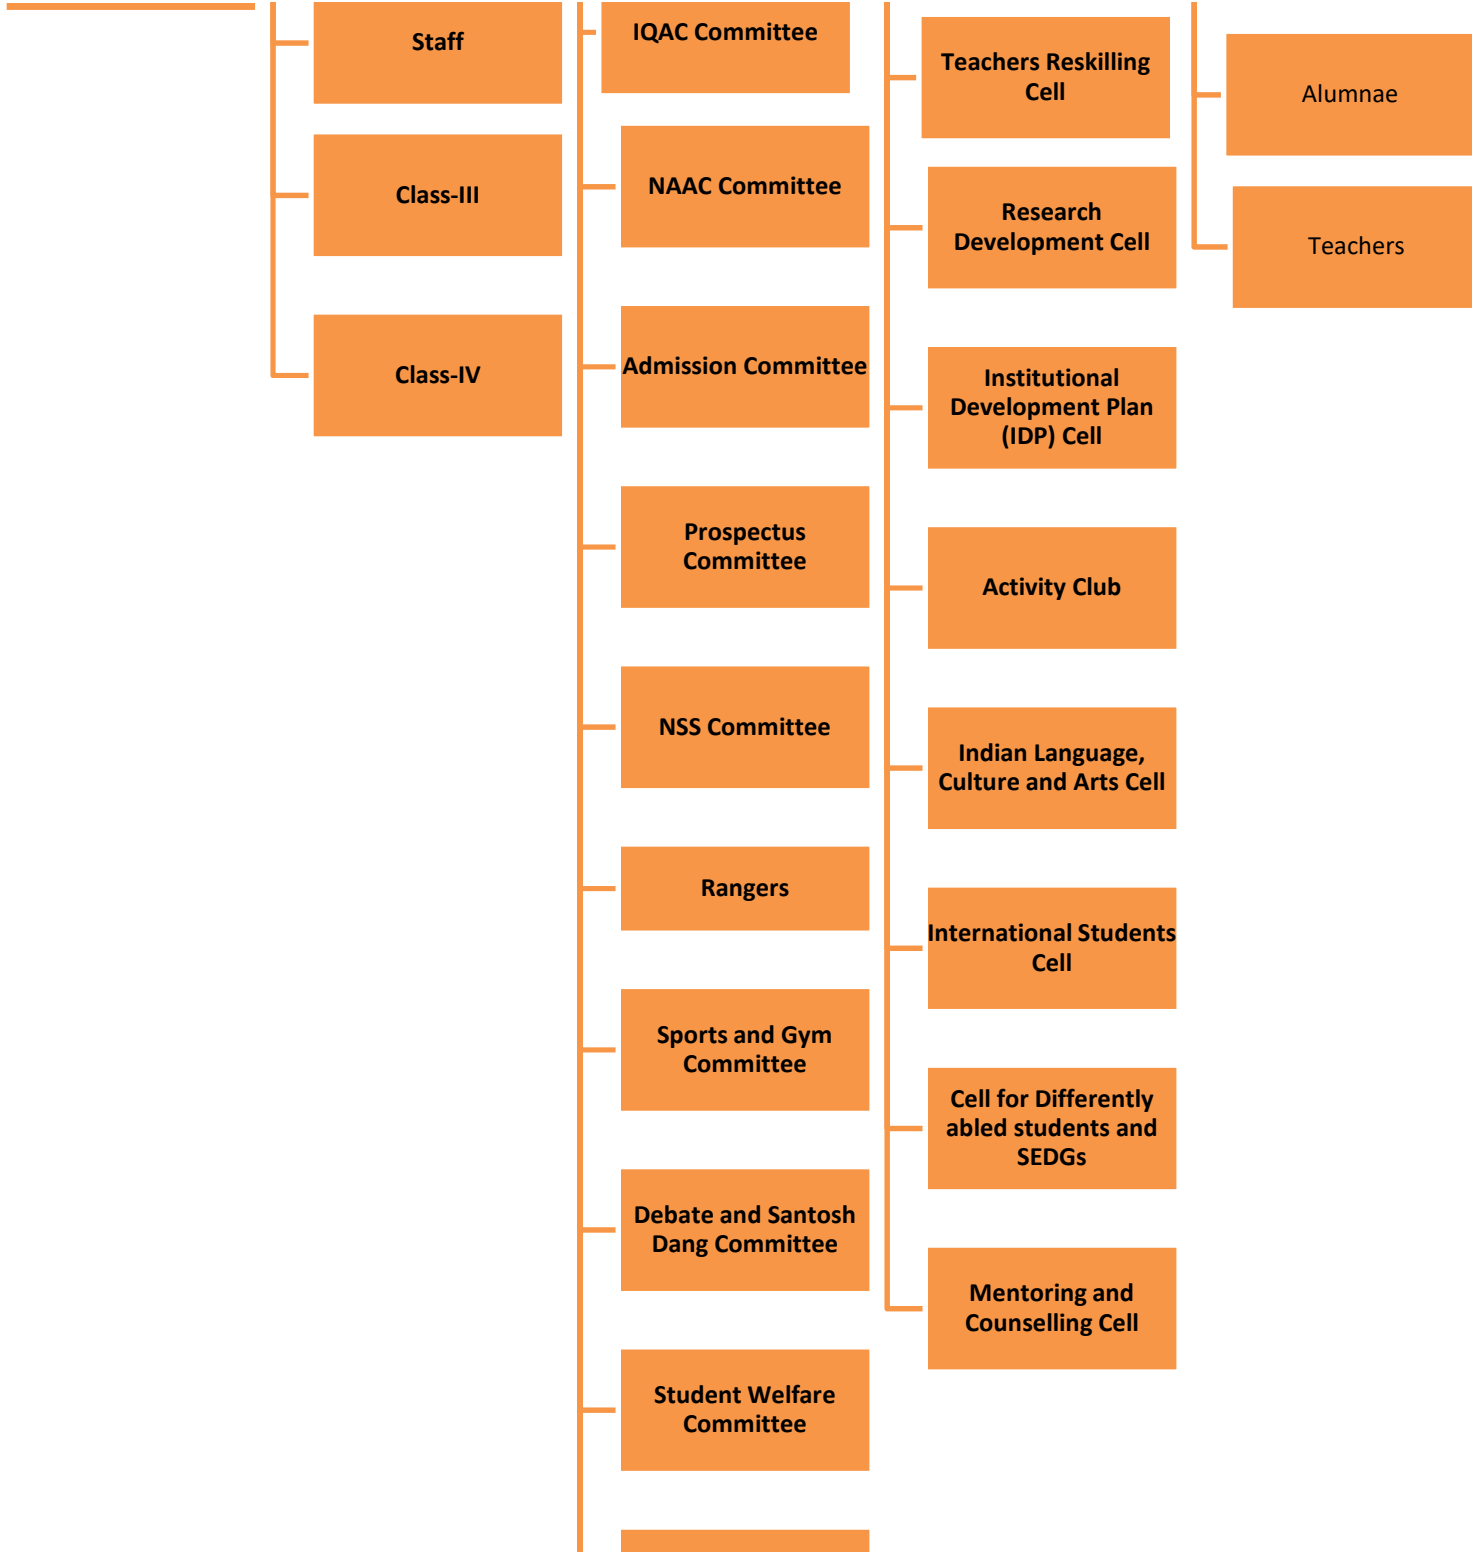 Staff
Class-III
Class-IV
IQAC Committee
NAAC Committee
Admission Committee
Prospectus
Committee
NSS Committee
Rangers
Sports and Gym
Committee
Debate and Santosh
Dang Committee
Student Welfare
Committee
Teachers Reskilling
Cell
Research
Development Cell
Institutional
Development Plan
(IDP) Cell
Activity Club
Indian Language,
Culture and Arts Cell
International Students
Cell
Cell for Differently
abled students and
SEDGs
Mentoring and
Counselling Cell
Alumnae
Teachers